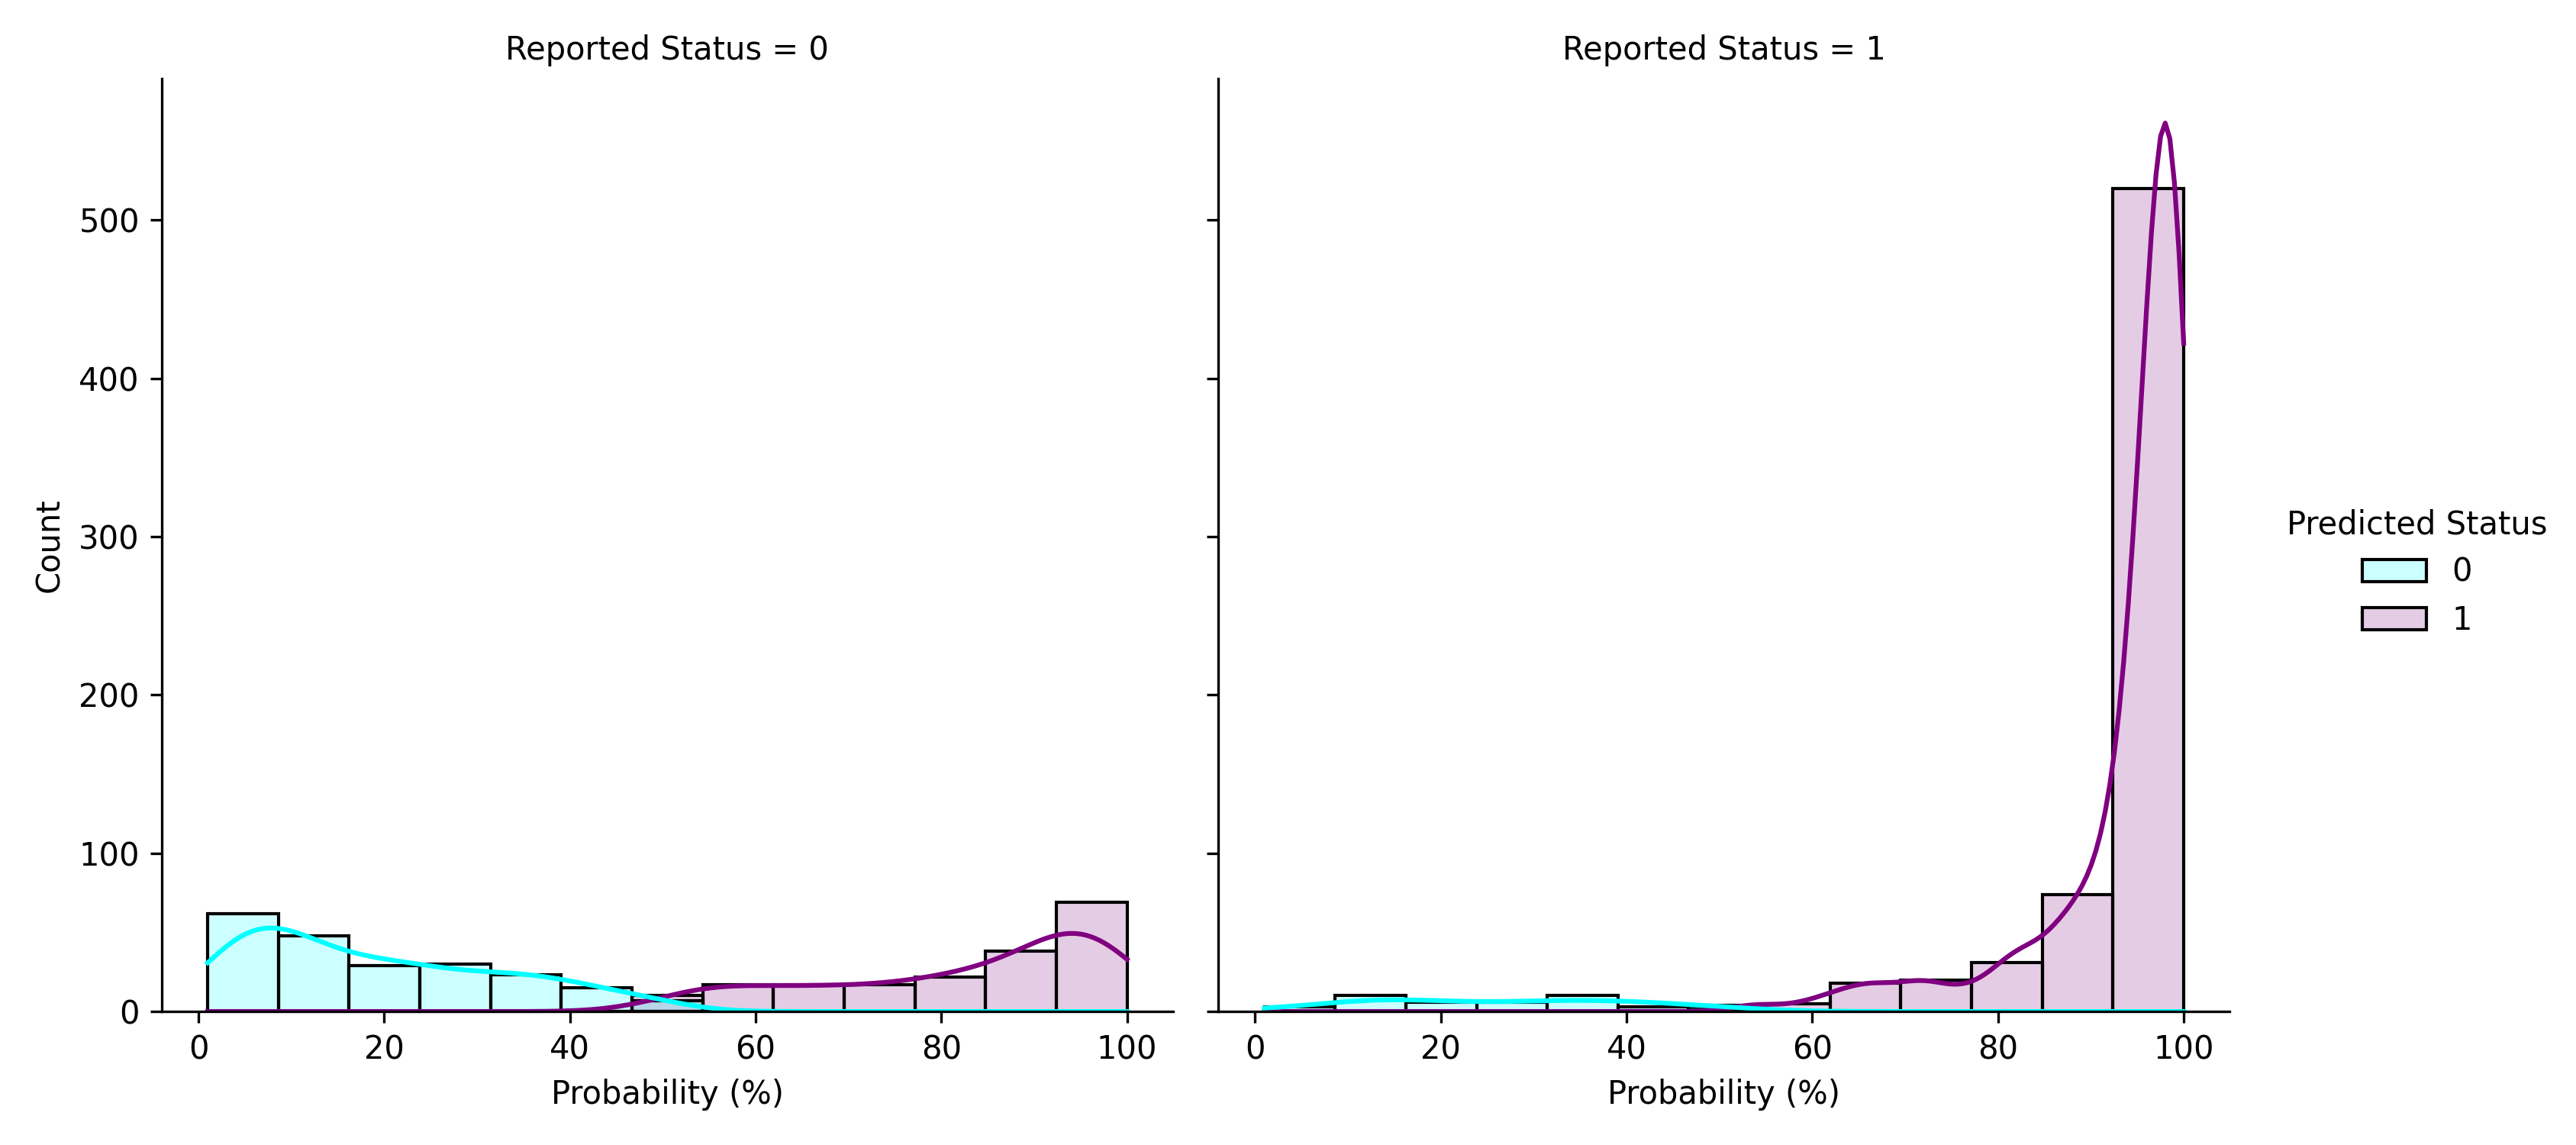 Reported Status = 0
Reported Status = 1
500
400
300
200
100
0
Count
0 20 40 60 80 100
0 20 40 60 80 100
Probability (%)
Probability (%)
Predicted Status
0
1